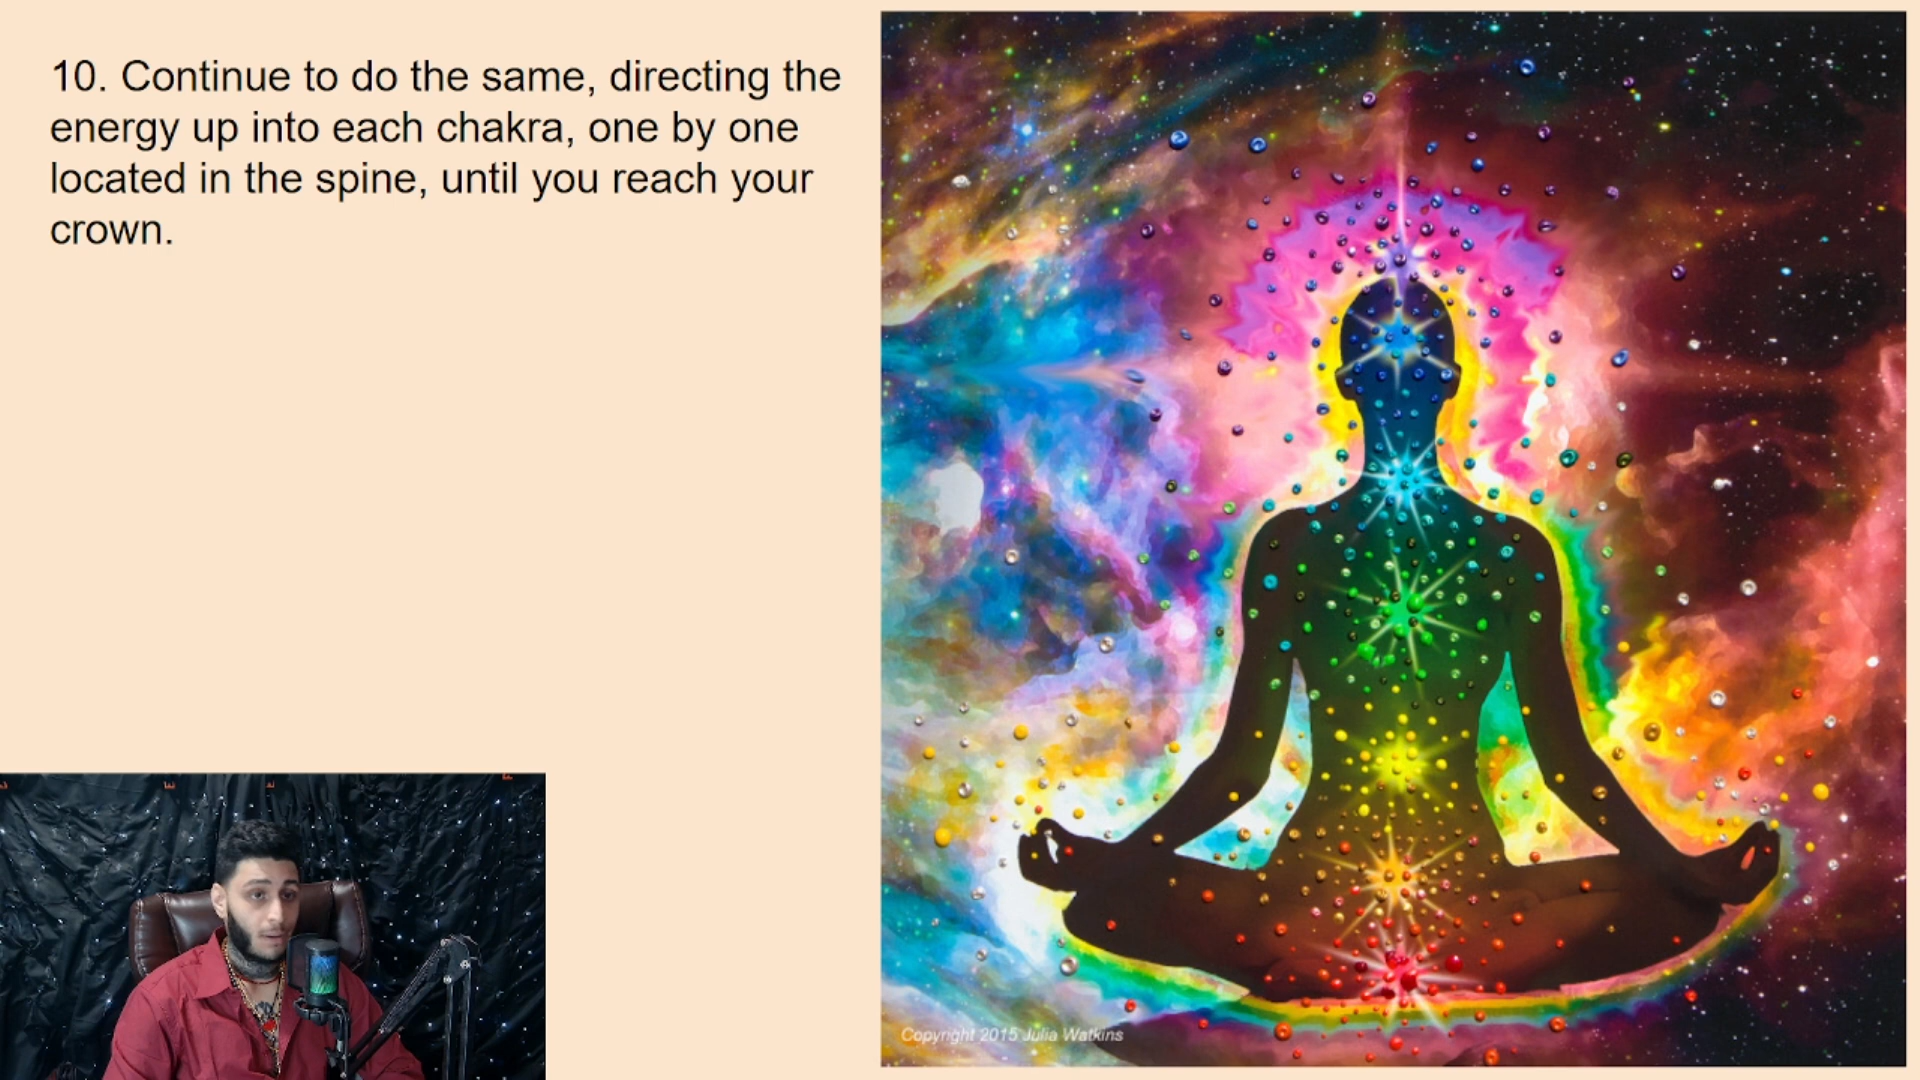 10. Continue to do the same, directing the
energy up into each chakra, one by one
located in the spine, until you reach your
crown.
Copyright 2015 Julia Watkins